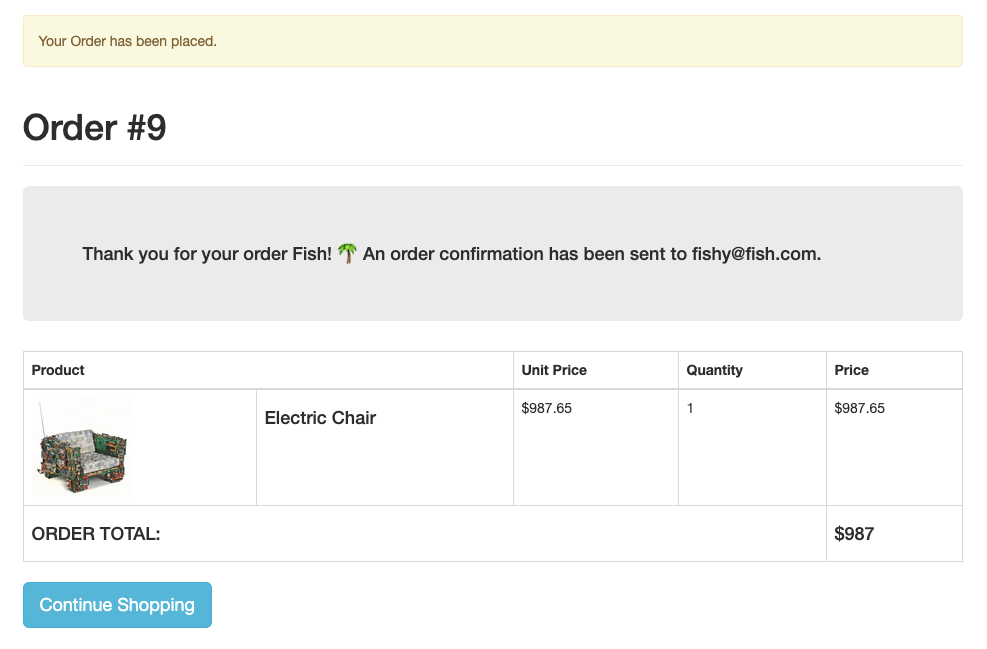 Your Order has been placed.
Order #9
Thank you for your order Fish! 🌴 An order confirmation has been sent to fishy@fish.com.
Product Unit Price Quantity Price
Electric Chair $987.65 1 $987.65
ORDER TOTAL: $987
Continue Shopping